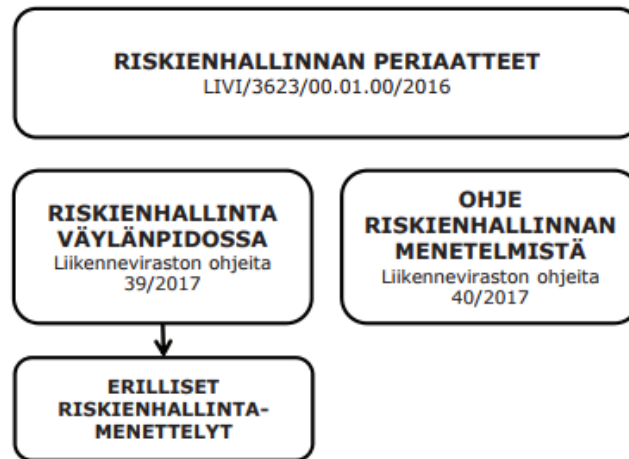 RISKIENHALLINNAN PERIAATTEET
LIVI/3623/00.01.00/2016
RISKIENHALLINTA
VÄYLÄNPIDOSSA
Liikenneviraston ohjeita
39/2017
OHJE
RISKIENHALLINNAN
MENETELMISTÄ
Liikenneviraston ohjeita
40/2017
ERILLISET
RISKIENHALLINTA-
MENETTELYT